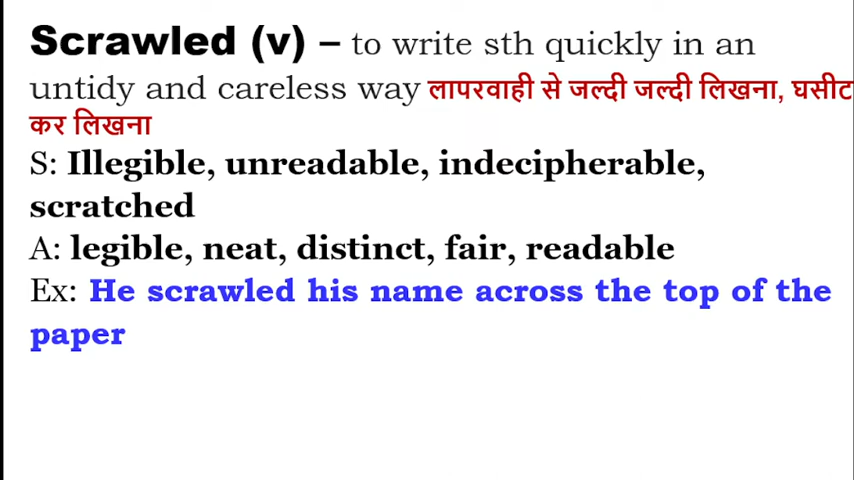 Scrawled (v) – to write sth quickly in an
untidy and careless way लापरवाही से जल्दी जल्दी लिखना, घसीट
कर लिखना
S: Illegible, unreadable, indecipherable,
scratched
A: legible, neat, distinct, fair, readable
Ex: He scrawled his name across the top of the
paper